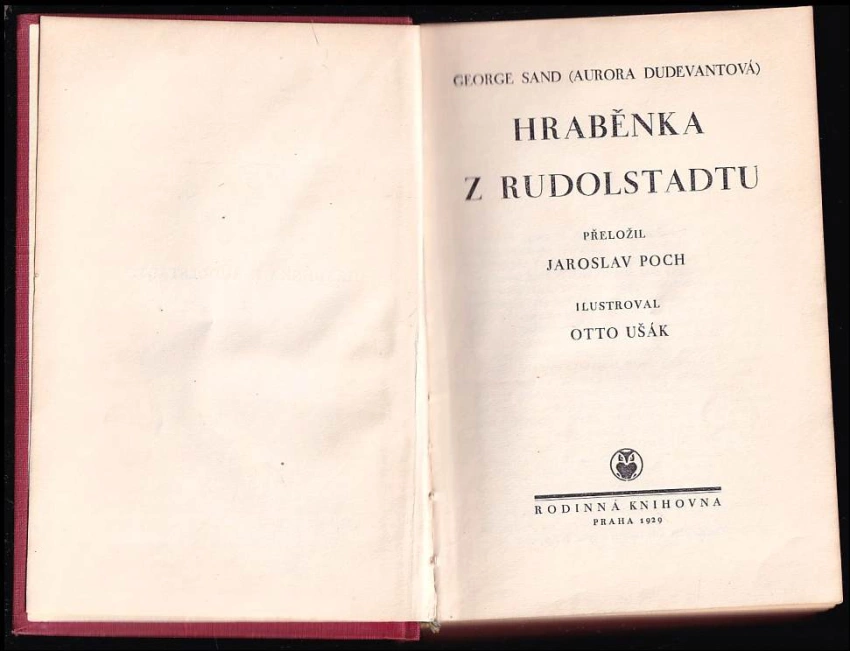 GEORGE SAND (AURORA DUDEVANTOVÁ)
HRABĚNKA
Z RUDOLSTADTU
PŘELOŽIL
JAROSLAV POCH
ILUSTROVAL
OTTO UŠÁK
RODINNÁ KNIHOVNA
PRAHA 1929